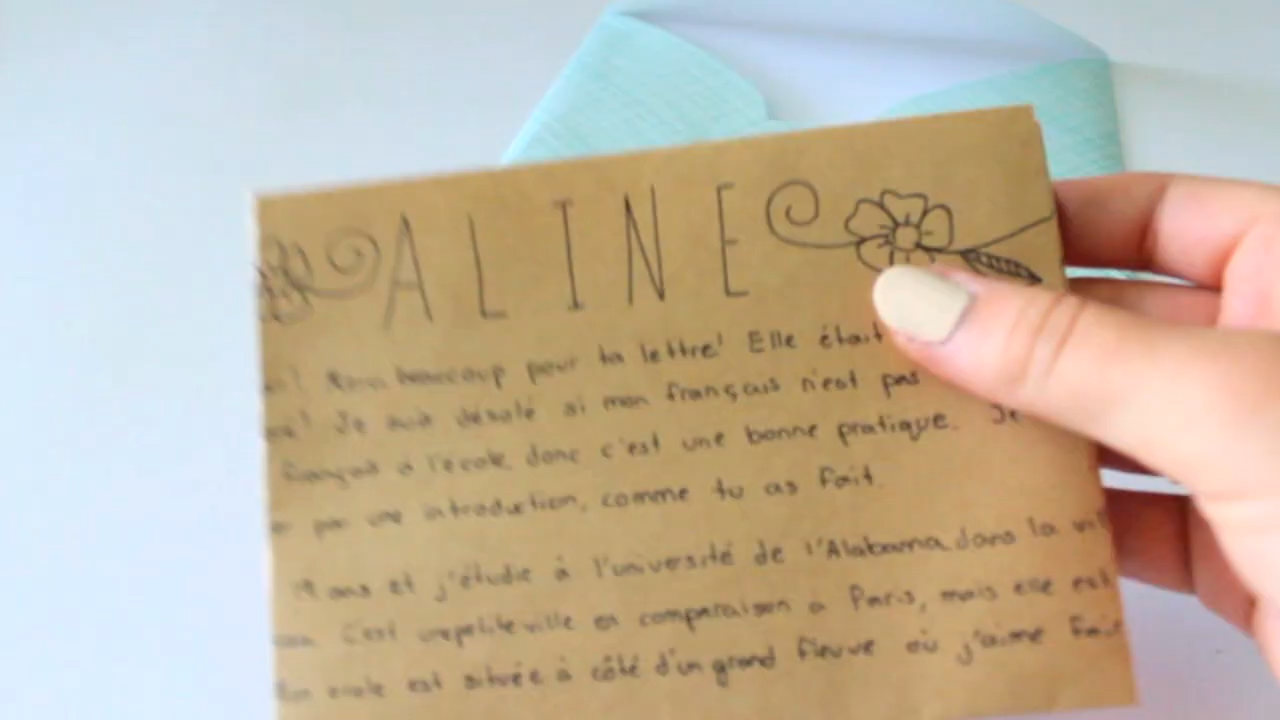 ALINE
beaucoup pour ta lettre! Elle était
Je suis désolé si mon français n'est pas
français à l'école donc c'est une bonne pratique. Je
par une introduction, comme tu as fait.
19 ans et j'étudie à l'université de l'Alabama dans la
C'est une petite ville en comparaison à Paris, mais elle est
école est située à côté d'un grand fleuve où j'aime